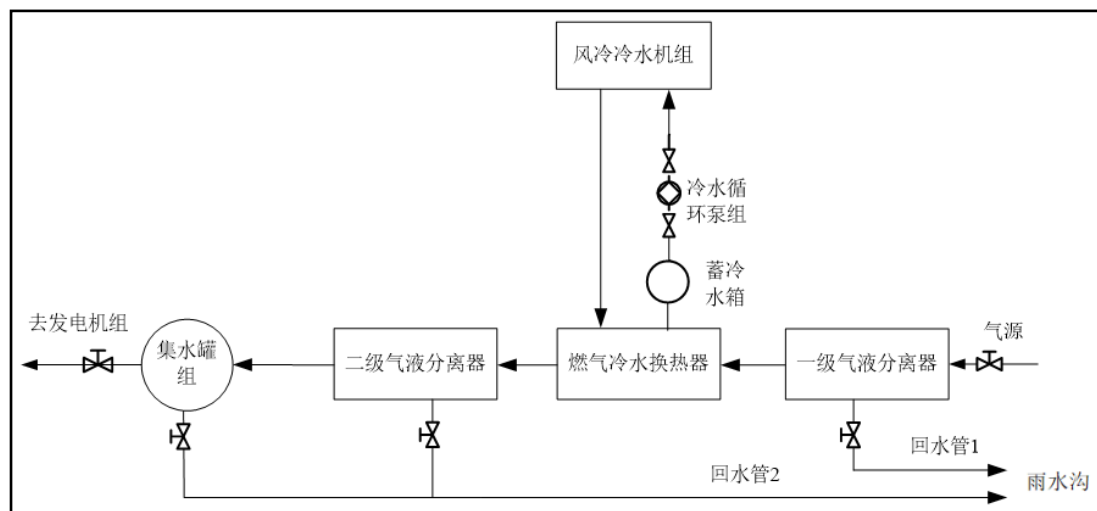 风冷冷水机组
冷水循
环泵组
蓄冷
水箱
去发电机组
集水罐
组
二级气液分离器
燃气冷水换热器
一级气液分离器
气源
回水管1
回水管2
雨水沟